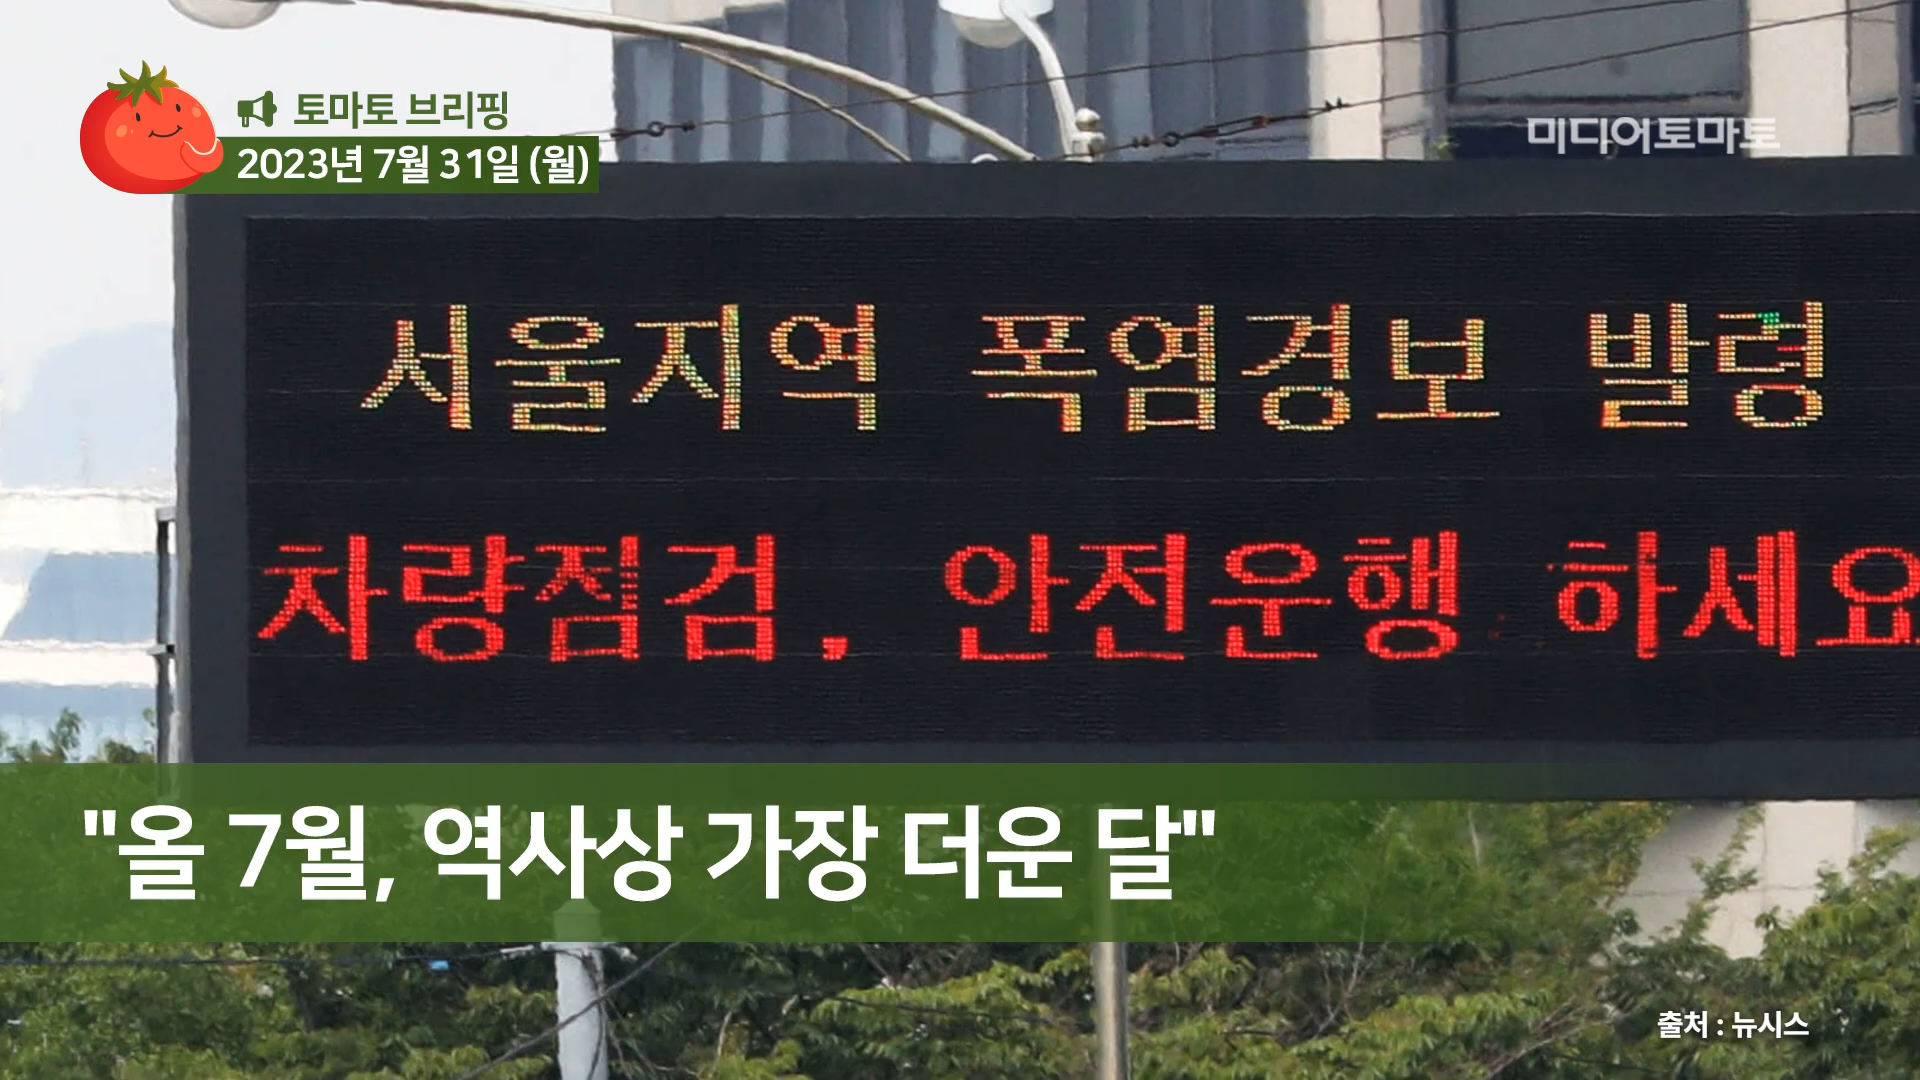 토마토 브리핑
2023년 7월 31일 (월)
미디어토마토
서울지역 폭염경보 발령
차량점검, 안전운행 하세요
"올 7월, 역사상 가장 더운 달"
출처 : 뉴시스